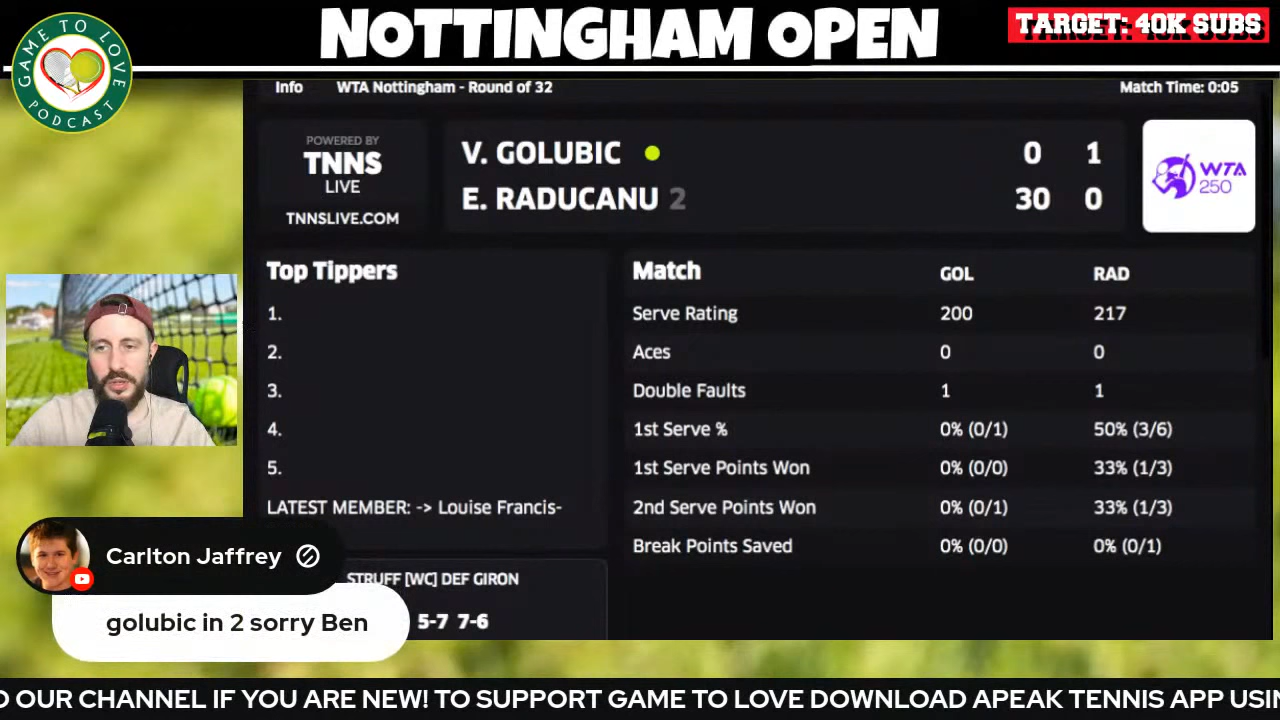 GAME TO LOVE
PODCAST
NOTTINGHAM OPEN
TARGET: 40K SUBS
Info WTA Nottingham - Round of 32 Match Time: 0:05
POWERED BY
TNNS
LIVE
TNNSLIVE.COM
V. GOLUBIC 0 1
E. RADUCANU 2 30 0
WTA
250
Top Tippers
1.
2.
3.
4.
5.
LATEST MEMBER: -> Louise Francis-
Match GOL RAD
Serve Rating 200 217
Aces 0 0
Double Faults 1 1
1st Serve % 0% (0/1) 50% (3/6)
1st Serve Points Won 0% (0/0) 33% (1/3)
2nd Serve Points Won 0% (0/1) 33% (1/3)
Break Points Saved 0% (0/0) 0% (0/1)
Carlton Jaffrey
golubic in 2 sorry Ben
STRUFF [WC] DEF GIRON
5-7 7-6
O OUR CHANNEL IF YOU ARE NEW! TO SUPPORT GAME TO LOVE DOWNLOAD APEAK TENNIS APP USIN